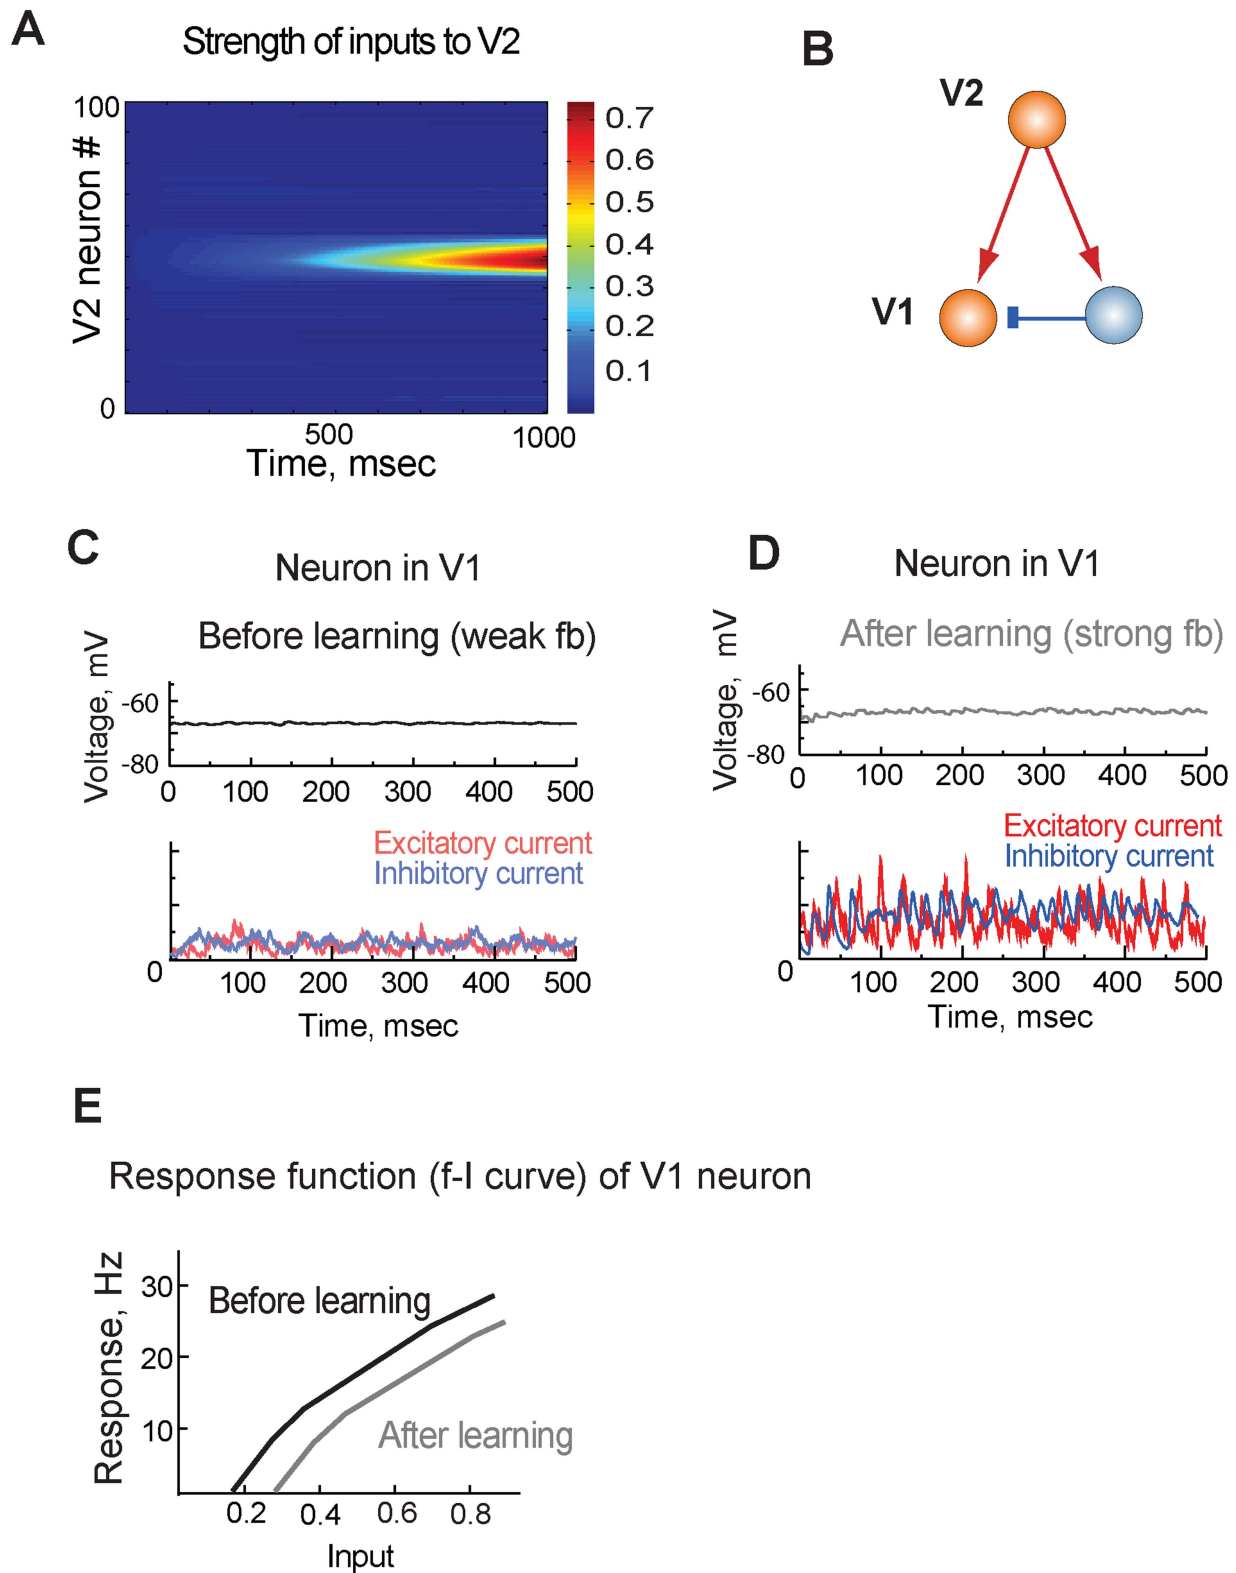 A
Strength of inputs to V2
V2 neuron #
100
0
500
1000
Time, msec
0.7
0.6
0.5
0.4
0.3
0.2
0.1
B
V2
V1
C
Neuron in V1
Before learning (weak fb)
Voltage, mV
-60
-80
0 100 200 300 400 500
Excitatory current
Inhibitory current
0
100 200 300 400 500
Time, msec
D
Neuron in V1
After learning (strong fb)
Voltage, mV
-60
-80
0 100 200 300 400 500
Excitatory current
Inhibitory current
0
100 200 300 400 500
Time, msec
E
Response function (f-I curve) of V1 neuron
Response, Hz
30
20
10
Before learning
After learning
0.2 0.4 0.6 0.8
Input